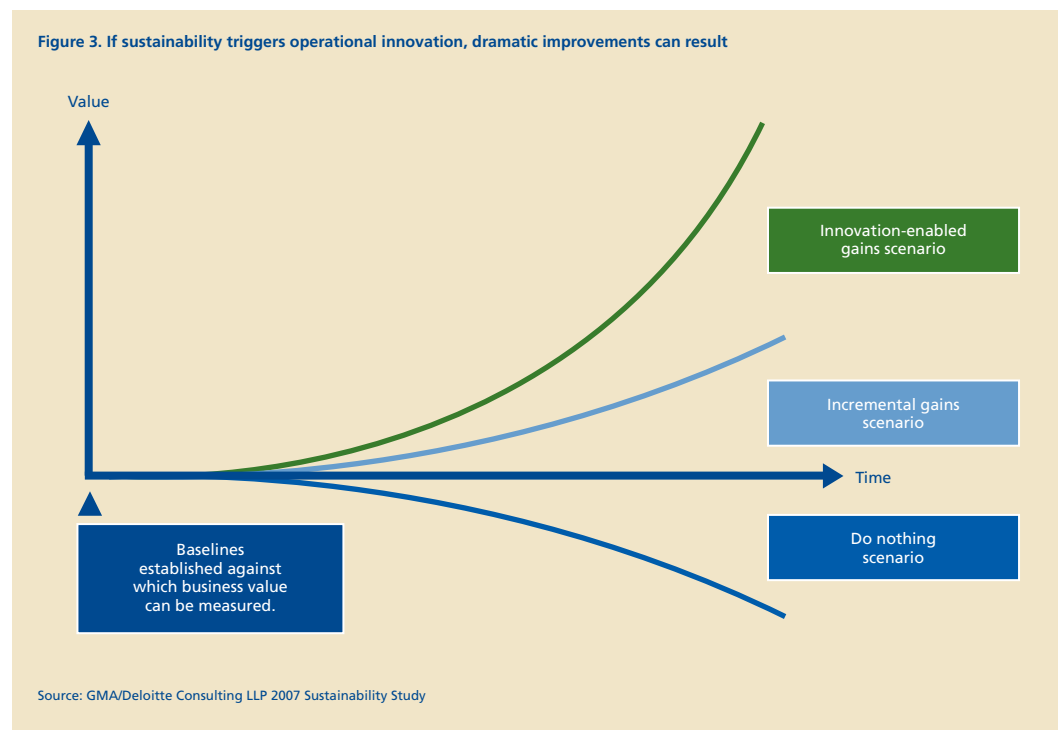 Figure 3. If sustainability triggers operational innovation, dramatic improvements can result
Value
Innovation-enabled
gains scenario
Incremental gains
scenario
Time
Do nothing
scenario
Baselines
established against
which business value
can be measured.
Source: GMA/Deloitte Consulting LLP 2007 Sustainability Study